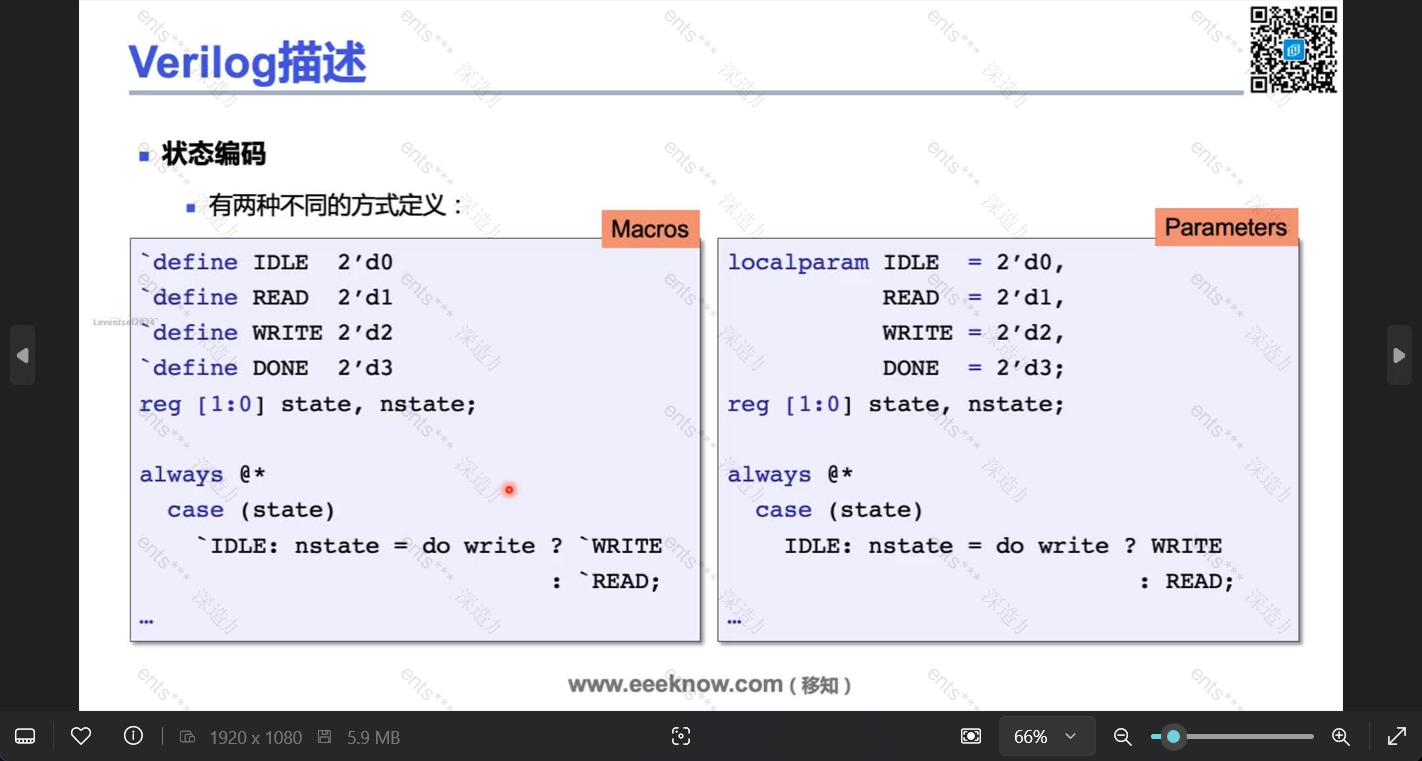 Verilog描述
状态编码
有两种不同的方式定义：
Macros
`define IDLE  2’d0
`define READ  2’d1
`define WRITE 2’d2
`define DONE  2’d3
reg [1:0] state, nstate;
always @*
case (state)
`IDLE: nstate = do write ? `WRITE
: `READ;
…
Parameters
localparam IDLE  = 2’d0,
READ  = 2’d1,
WRITE = 2’d2,
DONE  = 2’d3;
reg [1:0] state, nstate;
always @*
case (state)
IDLE: nstate = do write ? WRITE
: READ;
…
www.eeeknow.com ( 移知 )
ents***
1920 x 1080
5.9 MB
66%